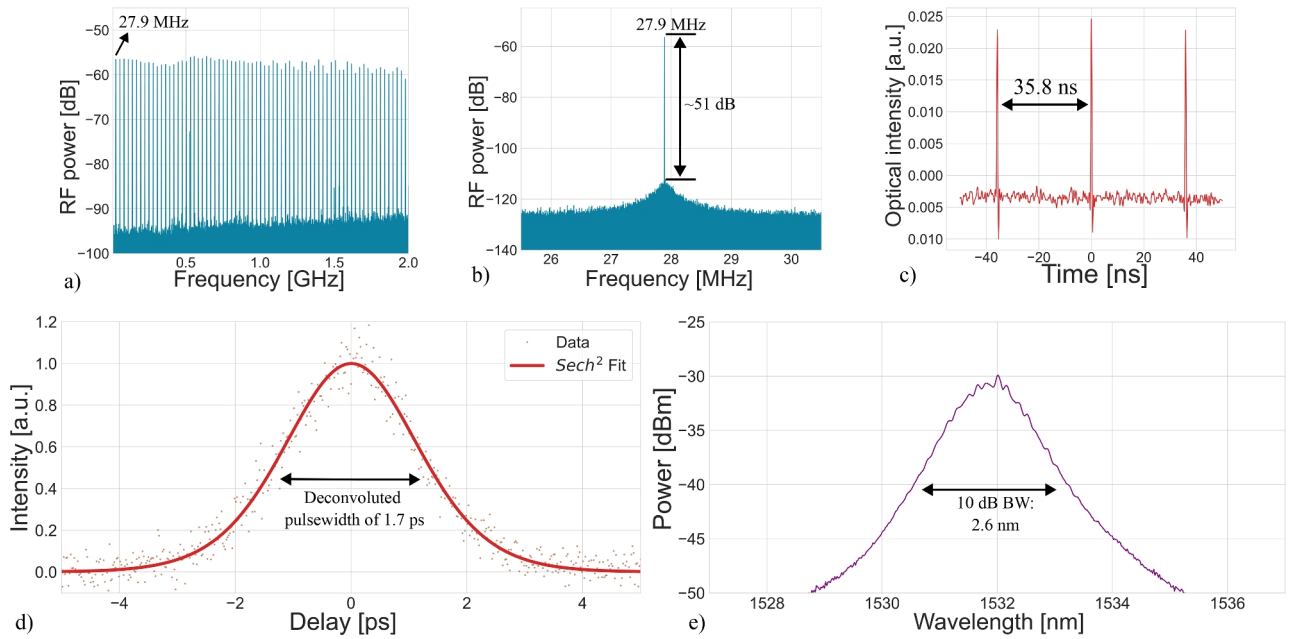 27.9 MHz
−50
−60
−70
−80
−90
−100
RF power [dB]
0.5
1.0
1.5
2.0
Frequency [GHz]
a)
27.9 MHz
~51 dB
−60
−80
−100
−120
−140
RF power [dB]
26
27
28
29
30
Frequency [MHz]
b)
35.8 ns
0.025
0.020
0.015
0.010
0.005
0.000
0.005
0.010
Optical intensity [a.u.]
−40
−20
0
20
40
Time [ns]
c)
1.2
1.0
0.8
0.6
0.4
0.2
0.0
Intensity [a.u.]
Data
Sech² Fit
Deconvoluted
pulsewidth of 1.7 ps
−4
−2
0
2
4
Delay [ps]
d)
−25
−30
−35
−40
−45
−50
Power [dBm]
10 dB BW:
2.6 nm
1528
1530
1532
1534
1536
Wavelength [nm]
e)